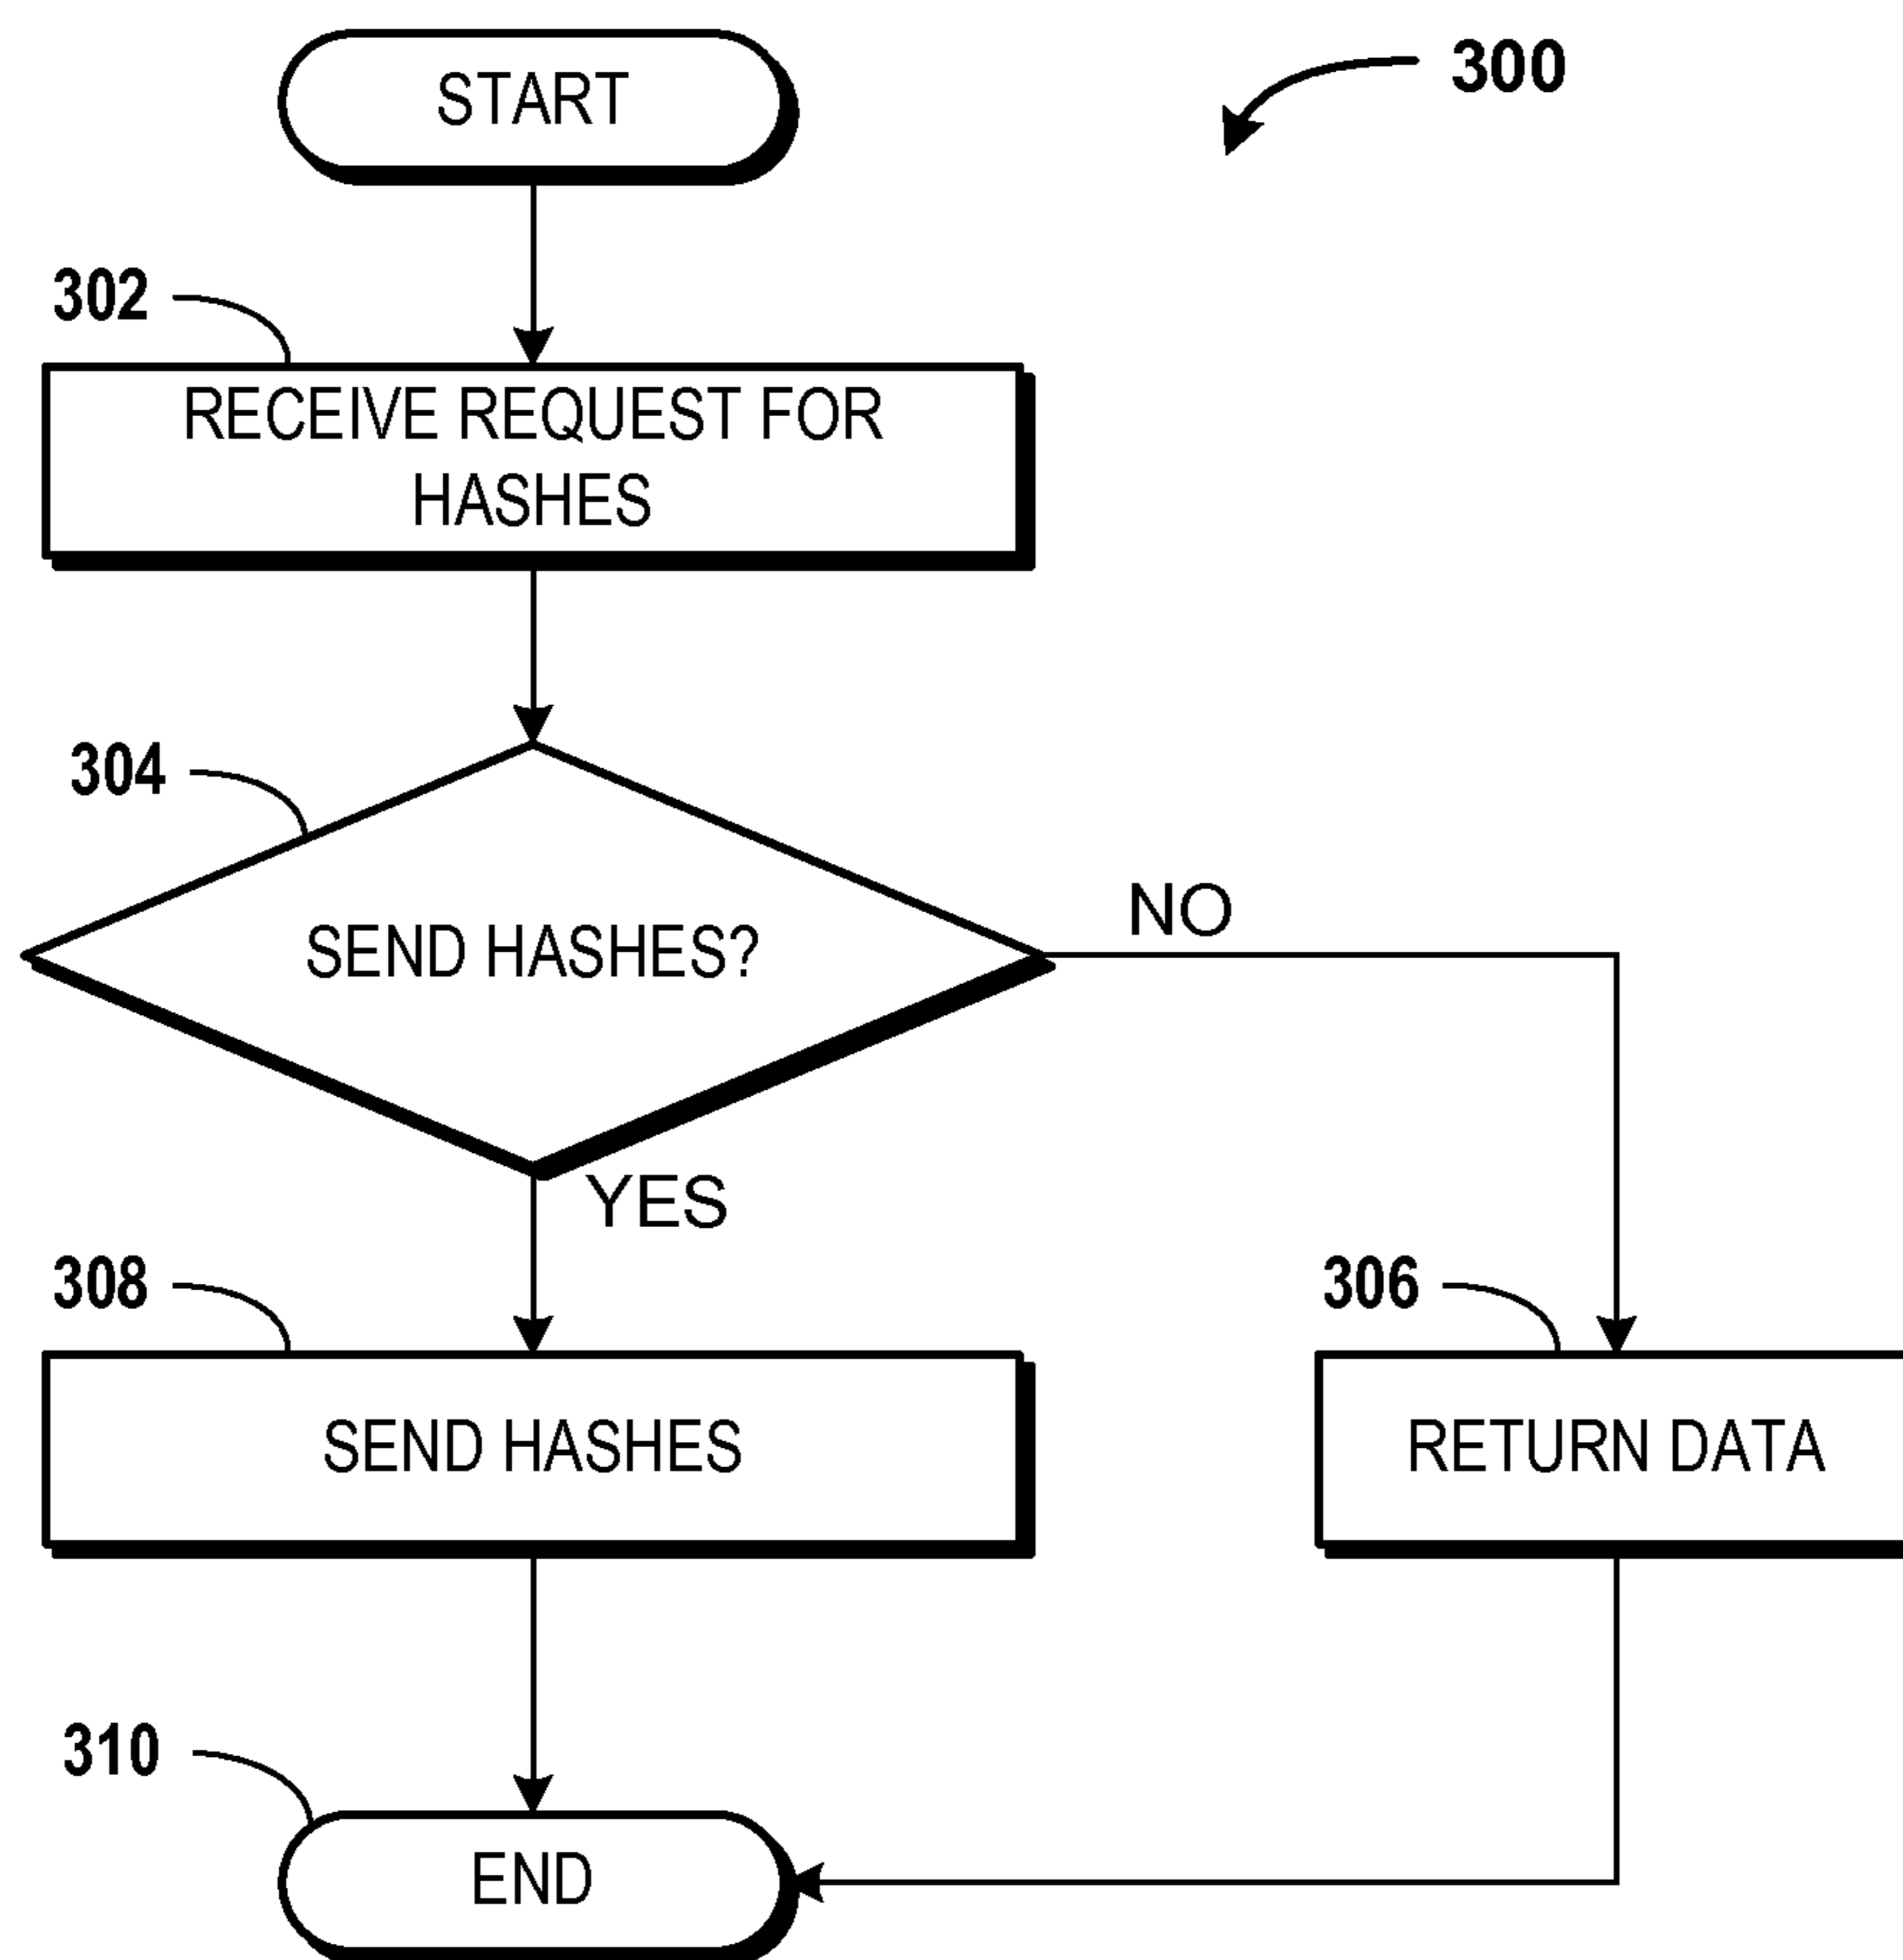 START
300
302
RECEIVE REQUEST FOR
HASHES
304
SEND HASHES?
NO
YES
308
SEND HASHES
306
RETURN DATA
310
END